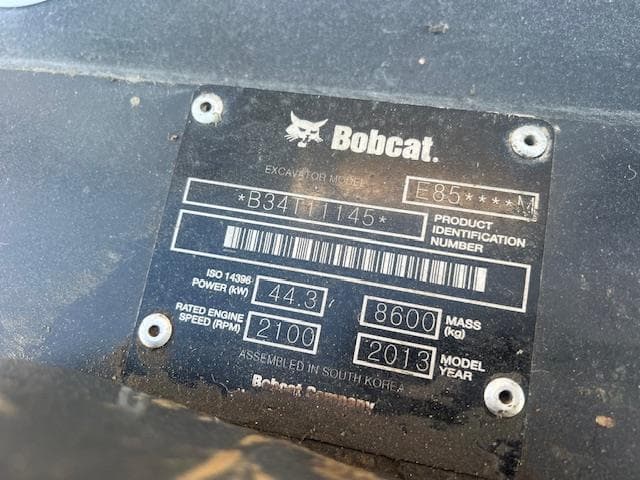 Bobcat.
EXCAVATOR MODEL E85****M
*B34T11145* PRODUCT IDENTIFICATION NUMBER
ISO 14396 POWER (kW) 44.3 8600 MASS (kg)
RATED ENGINE SPEED (RPM) 2100 2013 MODEL YEAR
ASSEMBLED IN SOUTH KOREA
Bobcat Company